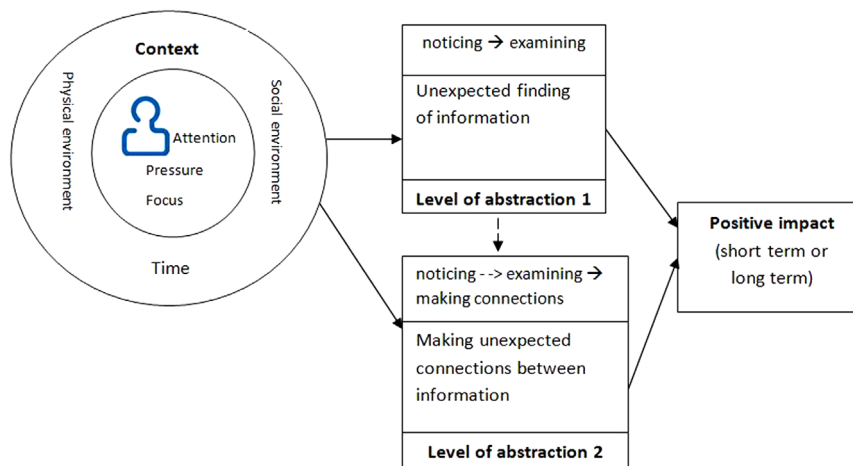 Context
Physical environment
Social environment
Attention
Pressure
Focus
Time
noticing → examining
Unexpected finding
of information
Level of abstraction 1
noticing --> examining →
making connections
Making unexpected
connections between
information
Level of abstraction 2
Positive impact
(short term or
long term)